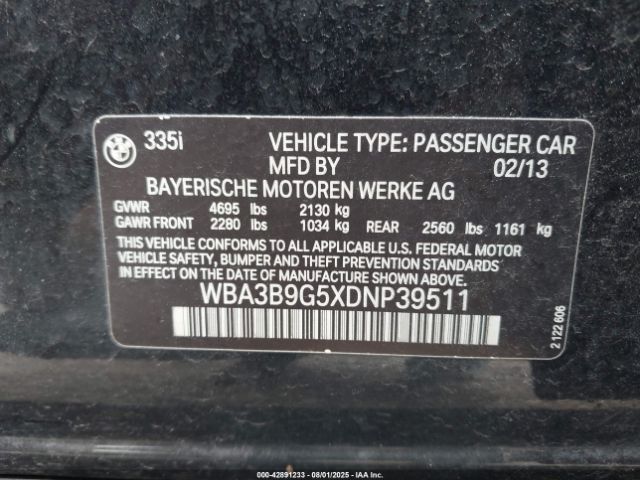 335i VEHICLE TYPE: PASSENGER CAR
MFD BY 02/13
BAYERISCHE MOTOREN WERKE AG
GVWR 4695 lbs 2130 kg
GAWR FRONT 2280 lbs 1034 kg REAR 2560 lbs 1161 kg
THIS VEHICLE CONFORMS TO ALL APPLICABLE U.S. FEDERAL MOTOR
VEHICLE SAFETY, BUMPER AND THEFT PREVENTION STANDARDS
IN EFFECT ON THE DATE OF MANUFACTURE SHOWN ABOVE.
WBA3B9G5XDNP39511
2 122 606
000-42891233 - 08/01/2025 - IAAI, Inc.